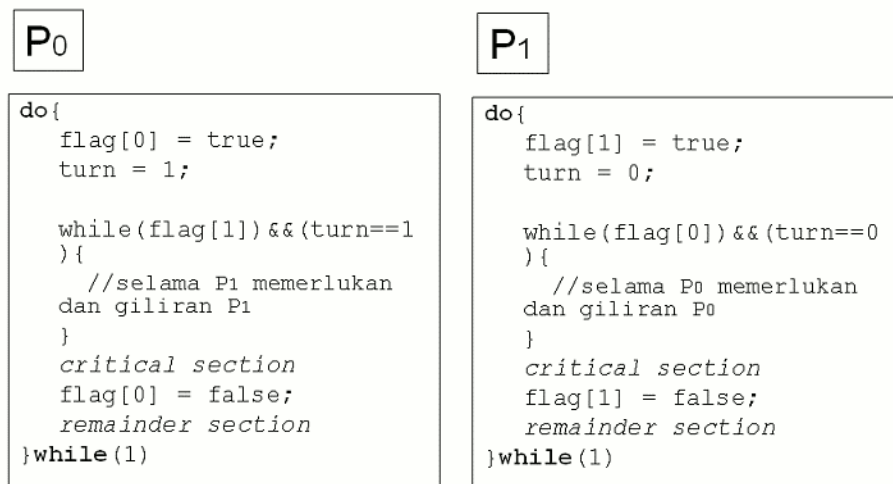 P0
do{
flag[0] = true;
turn = 1;
while(flag[1])&&(turn==1
){
//selama P1 memerlukan
dan giliran P1
}
critical section
flag[0] = false;
remainder section
}while(1)
P1
do{
flag[1] = true;
turn = 0;
while(flag[0])&&(turn==0
){
//selama P0 memerlukan
dan giliran P0
}
critical section
flag[1] = false;
remainder section
}while(1)